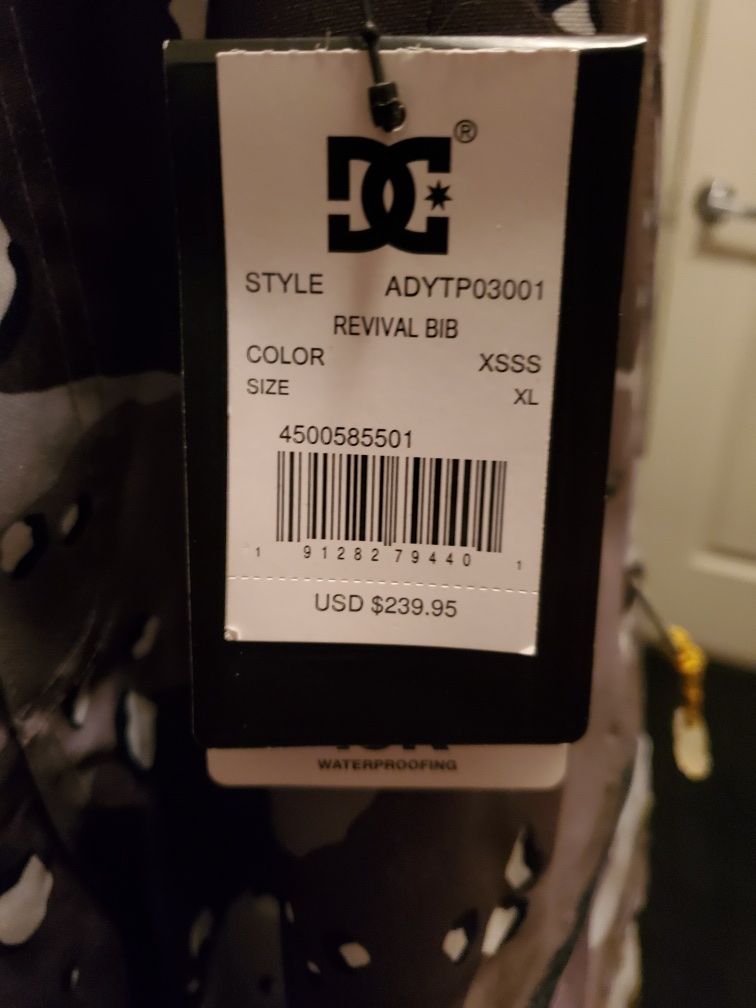 DC®
STYLE ADYTP03001
REVIVAL BIB
COLOR XSSS
SIZE XL
4500585501
1 91282 79440 1
USD $239.95
WATERPROOFING